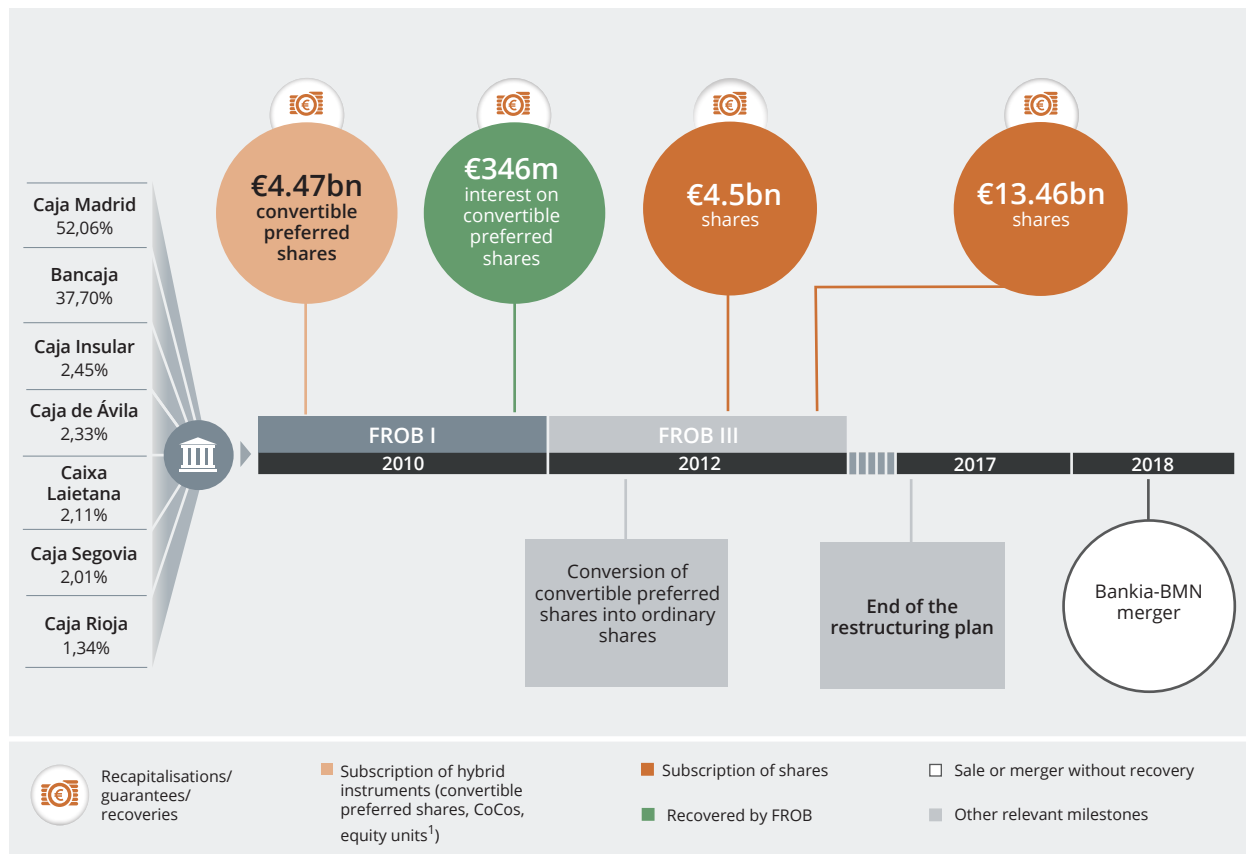 €4.47bn
convertible
preferred
shares
€346m
interest on
convertible
preferred
shares
€4.5bn
shares
€13.46bn
shares
Caja Madrid
52,06%
Bancaja
37,70%
Caja Insular
2,45%
Caja de Ávila
2,33%
Caixa
Laietana
2,11%
Caja Segovia
2,01%
Caja Rioja
1,34%
FROB I
FROB III
2010
2012
2017
2018
Conversion of
convertible preferred
shares into ordinary
shares
End of the
restructuring plan
Bankia-BMN
merger
Recapitalisations/
guarantees/
recoveries
Subscription of hybrid
instruments (convertible
preferred shares, CoCos,
equity units¹)
Subscription of shares
Recovered by FROB
Sale or merger without recovery
Other relevant milestones